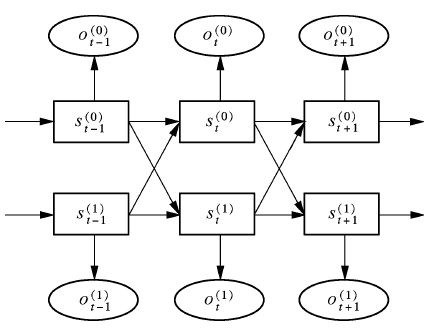 O_{t-1}^{(0)} O_t^{(0)} O_{t+1}^{(0)}
S_{t-1}^{(0)} S_t^{(0)} S_{t+1}^{(0)}
S_{t-1}^{(1)} S_t^{(1)} S_{t+1}^{(1)}
O_{t-1}^{(1)} O_t^{(1)} O_{t+1}^{(1)}